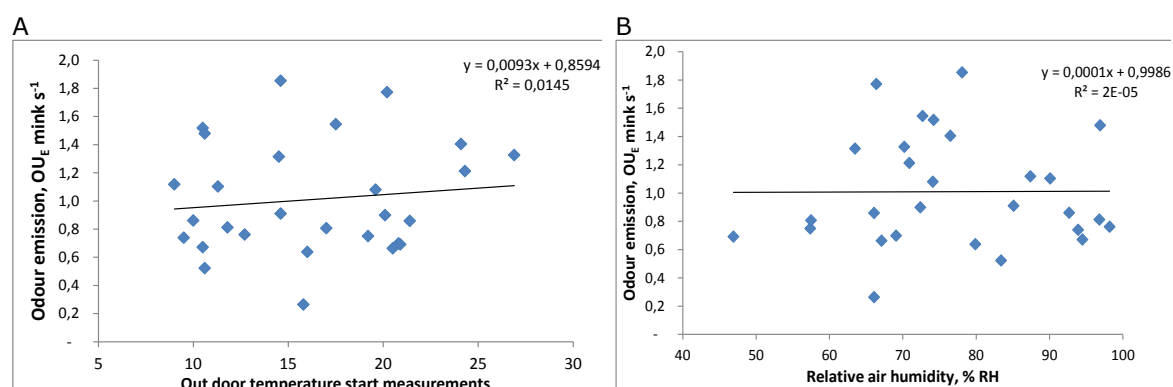 A
Odour emission, OU_E mink s⁻¹
2,0
1,8
1,6
1,4
1,2
1,0
0,8
0,6
0,4
0,2
-
y = 0,0093x + 0,8594
R² = 0,0145
5 10 15 20 25 30
Out door temperature start measurements
B
Odour emission, OU_E mink s⁻¹
2,0
1,8
1,6
1,4
1,2
1,0
0,8
0,6
0,4
0,2
-
y = 0,0001x + 0,9986
R² = 2E-05
40 50 60 70 80 90 100
Relative air humidity, % RH